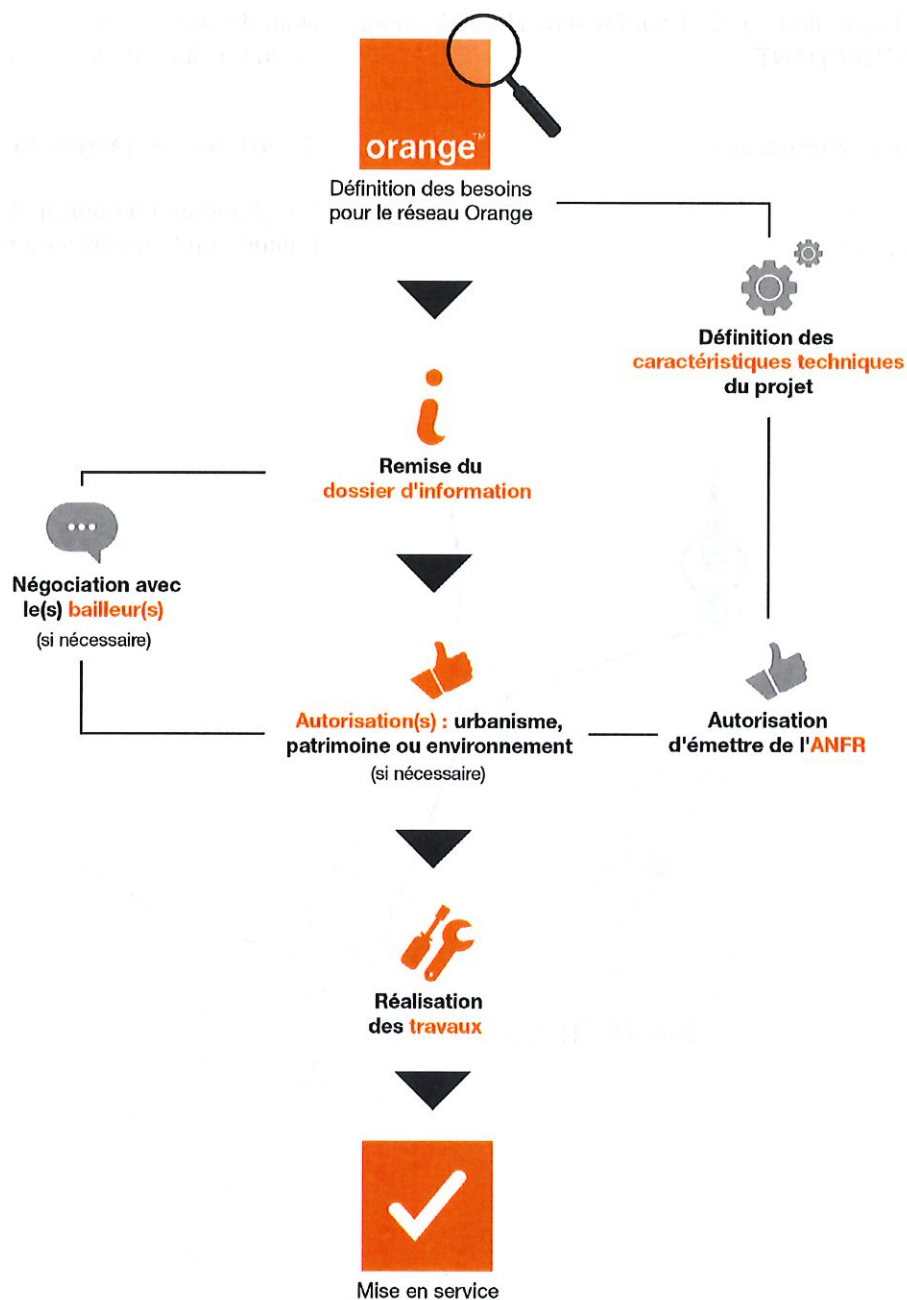 orange™
Définition des besoins
pour le réseau Orange
Définition des
caractéristiques techniques
du projet
Remise du
dossier d'information
Négociation avec
le(s) bailleur(s)
(si nécessaire)
Autorisation(s) : urbanisme,
patrimoine ou environnement
(si nécessaire)
Autorisation
d'émettre de l'ANFR
Réalisation
des travaux
Mise en service